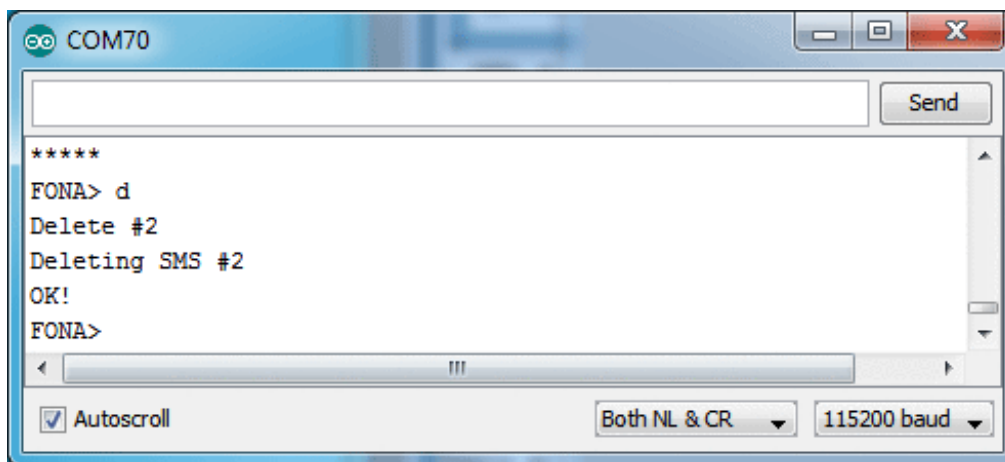 COM70
Send
*****
FONA> d
Delete #2
Deleting SMS #2
OK!
FONA>
Autoscroll
Both NL & CR
115200 baud